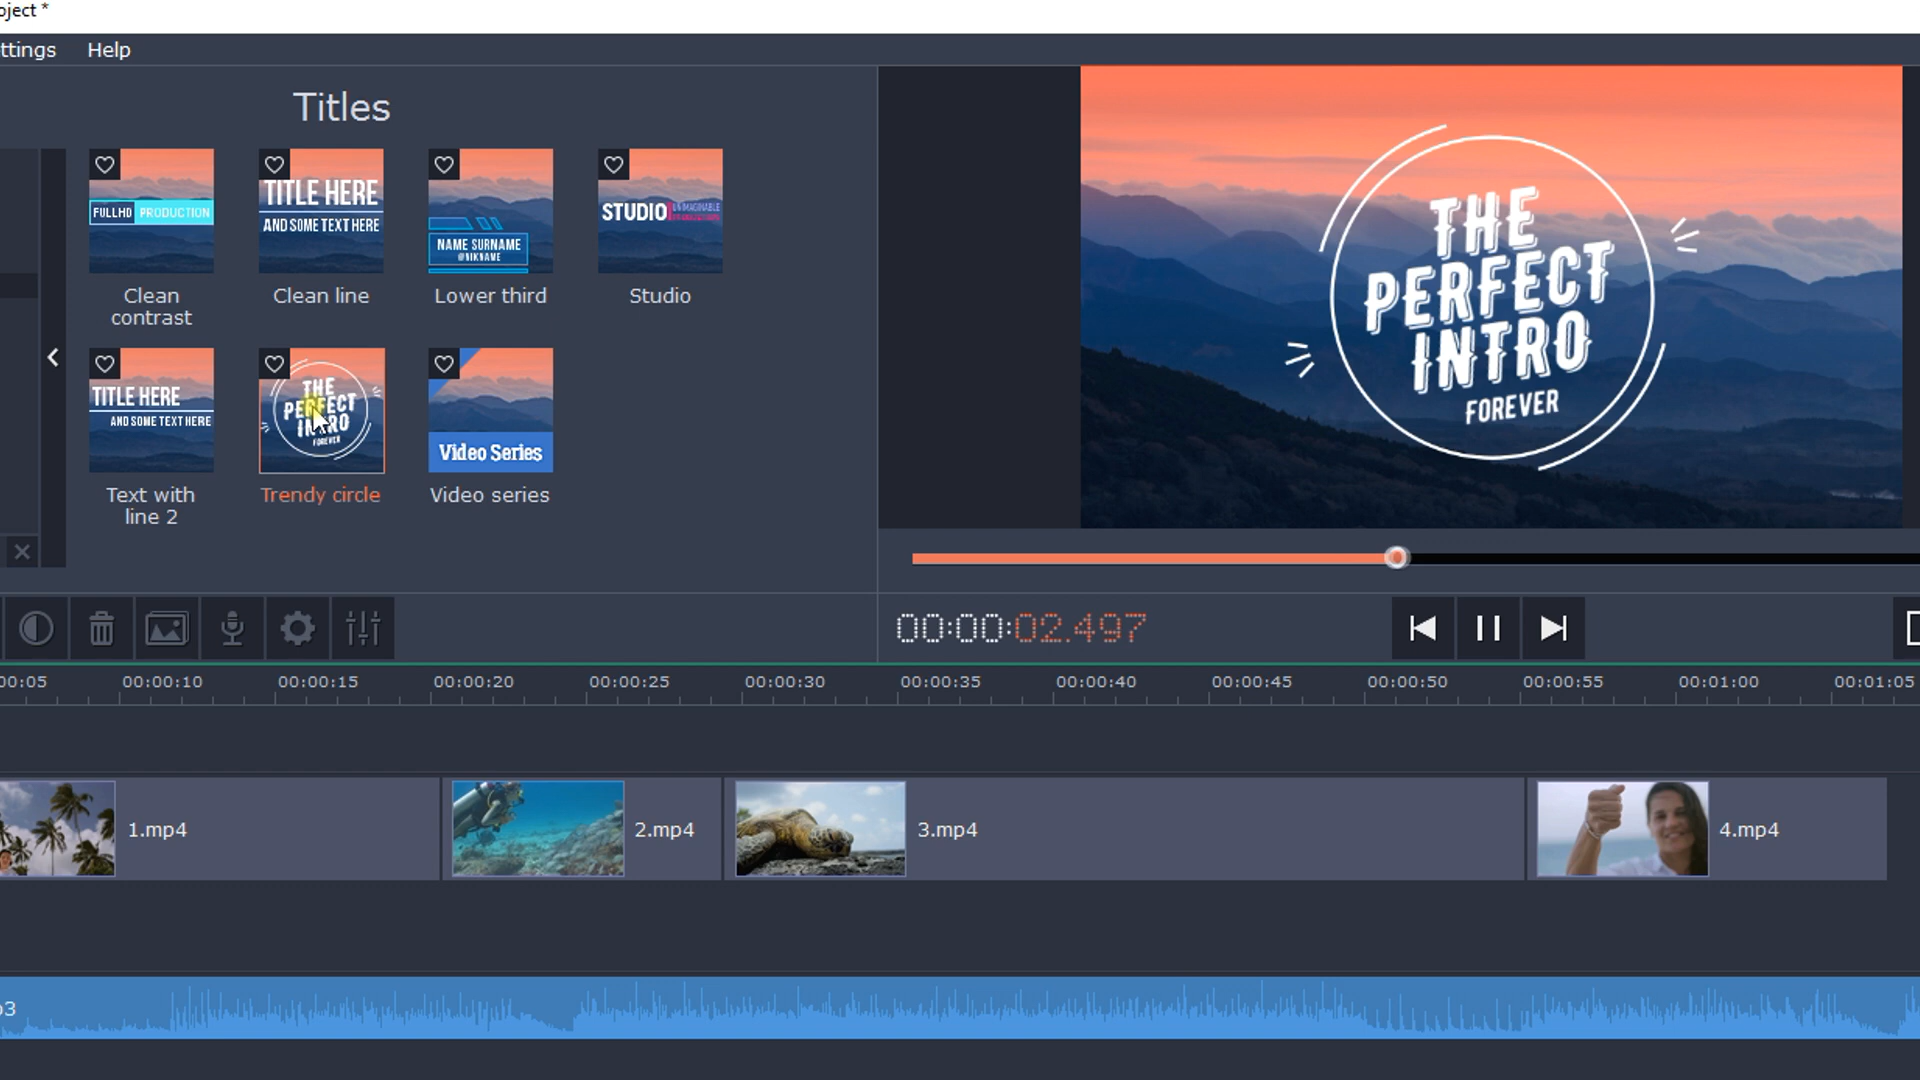 oject *
ttings Help
Titles
FULLHD PRODUCTION
TITLE HERE
AND SOME TEXT HERE
NAME SURNAME
@NIKNAME
STUDIO
Clean
contrast
Clean line
Lower third
Studio
TITLE HERE
AND SOME TEXT HERE
THE
PERFECT
INTRO
FOREVER
Video Series
Text with
line 2
Trendy circle
Video series
THE
PERFECT
INTRO
FOREVER
00:00:02.497
00:05 00:00:10 00:00:15 00:00:20 00:00:25 00:00:30 00:00:35 00:00:40 00:00:45 00:00:50 00:00:55 00:01:00 00:01:05
1.mp4 2.mp4 3.mp4 4.mp4
p3